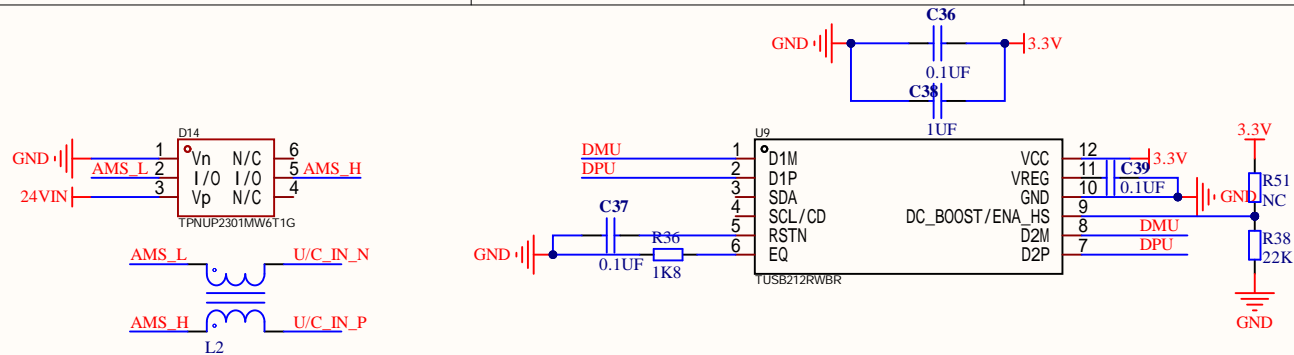 C36
GND
3.3V
0.1UF
C38
1UF
D14
GND
1
Vn
N/C
6
AMS_L
2
I/O
I/O
5
AMS_H
24VIN
3
Vp
N/C
4
TPNUP2301MW6T1G
AMS_L
U/C_IN_N
AMS_H
U/C_IN_P
L2
U9
DMU
1
D1M
DPU
2
D1P
3
SDA
4
SCL/CD
5
RSTN
6
EQ
C37
0.1UF
GND
R36
1K8
VCC
12
3.3V
VREG
11
C39
0.1UF
GND
10
GND
DC_BOOST/ENA_HS
9
D2M
8
DMU
D2P
7
DPU
TUSB212RWBR
3.3V
R51
NC
R38
22K
GND